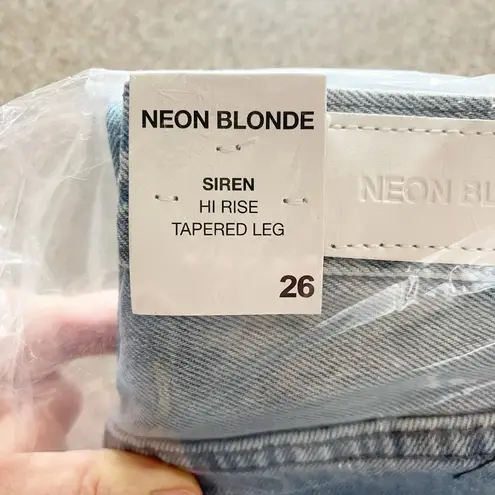 NEON BLONDE
SIREN
HI RISE
TAPERED LEG
26
NEON BL